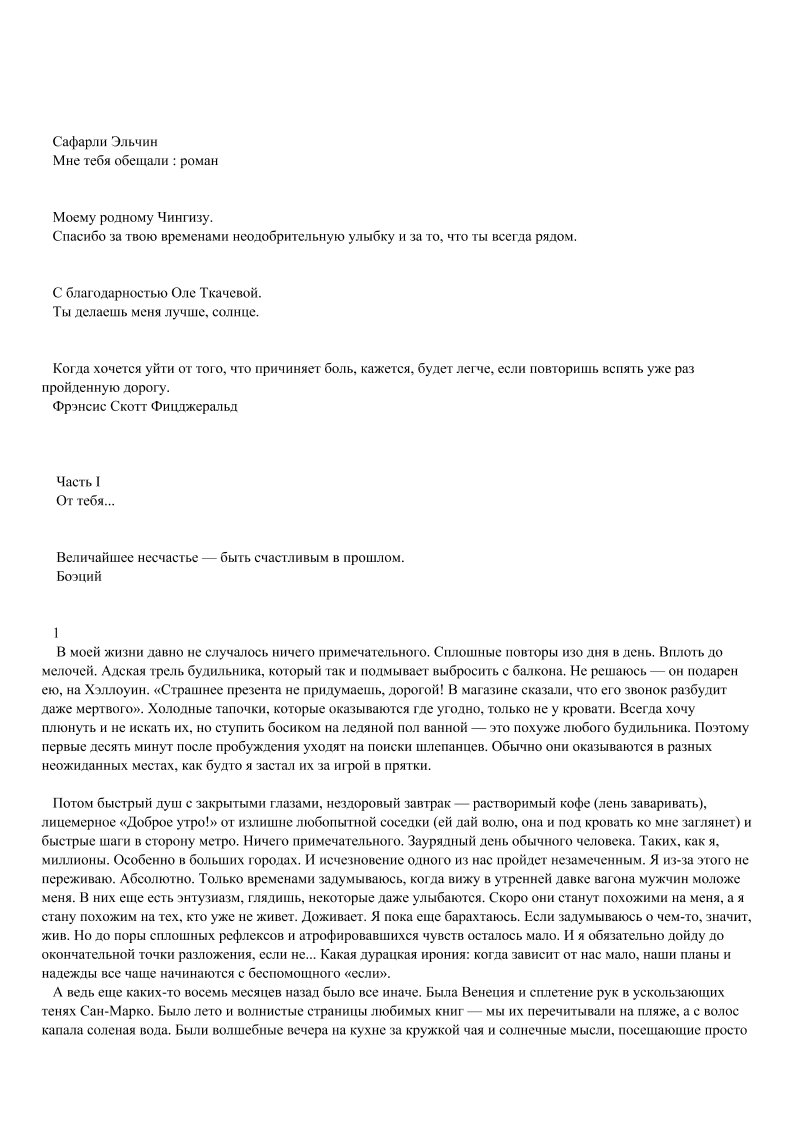 Сафарли Эльчин
Мне тебя обещали : роман
Моему родному Чингизу.
Спасибо за твою временами неодобрительную улыбку и за то, что ты всегда рядом.
С благодарностью Оле Ткачевой.
Ты делаешь меня лучше, солнце.
Когда хочется уйти от того, что причиняет боль, кажется, будет легче, если повторишь вспять уже раз
пройденную дорогу.
Фрэнсис Скотт Фицджеральд
Часть I
От тебя...
Величайшее несчастье — быть счастливым в прошлом.
Боэций
1
В моей жизни давно не случалось ничего примечательного. Сплошные повторы изо дня в день. Вплоть до
мелочей. Адская трель будильника, который так и подмывает выбросить с балкона. Не решаюсь — он подарен
ею, на Хэллоуин. «Страшнее презента не придумаешь, дорогой! В магазине сказали, что его звонок разбудит
даже мертвого». Холодные тапочки, которые оказываются где угодно, только не у кровати. Всегда хочу
плюнуть и не искать их, но ступить босиком на ледяной пол ванной — это похуже любого будильника. Поэтому
первые десять минут после пробуждения уходят на поиски шлепанцев. Обычно они оказываются в разных
неожиданных местах, как будто я застал их за игрой в прятки.
Потом быстрый душ с закрытыми глазами, нездоровый завтрак — растворимый кофе (лень заваривать),
лицемерное «Доброе утро!» от излишне любопытной соседки (ей дай волю, она и под кровать ко мне заглянет) и
быстрые шаги в сторону метро. Ничего примечательного. Заурядный день обычного человека. Таких, как я,
миллионы. Особенно в больших городах. И исчезновение одного из нас пройдет незамеченным. Я из-за этого не
переживаю. Абсолютно. Только временами задумываюсь, когда вижу в утренней давке вагона мужчин моложе
меня. В них еще есть энтузиазм, глядишь, некоторые даже улыбаются. Скоро они станут похожими на меня, а я
стану похожим на тех, кто уже не живет. Доживает. Я пока еще барахтаюсь. Если задумываюсь о чем-то, значит,
жив. Но до поры сплошных рефлексов и атрофировавшихся чувств осталось мало. И я обязательно дойду до
окончательной точки разложения, если не... Какая дурацкая ирония: когда зависит от нас мало, наши планы и
надежды все чаще начинаются с беспомощного «если».
А ведь еще каких-то восемь месяцев назад было все иначе. Была Венеция и сплетение рук в ускользающих
тенях Сан-Марко. Было лето и волнистые страницы любимых книг — мы их перечитывали на пляже, а с волос
капала соленая вода. Были волшебные вечера на кухне за кружкой чая и солнечные мысли, посещающие просто